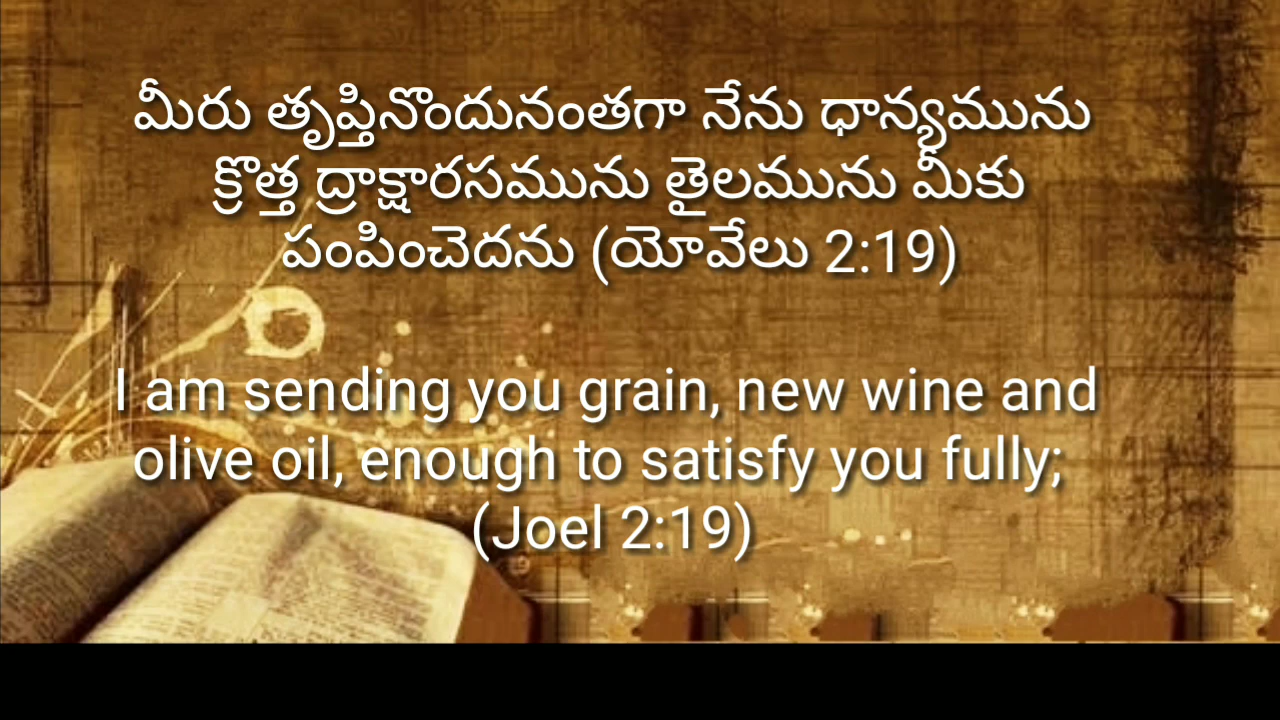 మీరు తృప్తినొందునంతగా నేను ధాన్యమును
క్రొత్త ద్రాక్షారసమును తైలమును మీకు
పంపించెదను (యోవేలు 2:19)
I am sending you grain, new wine and
olive oil, enough to satisfy you fully;
(Joel 2:19)